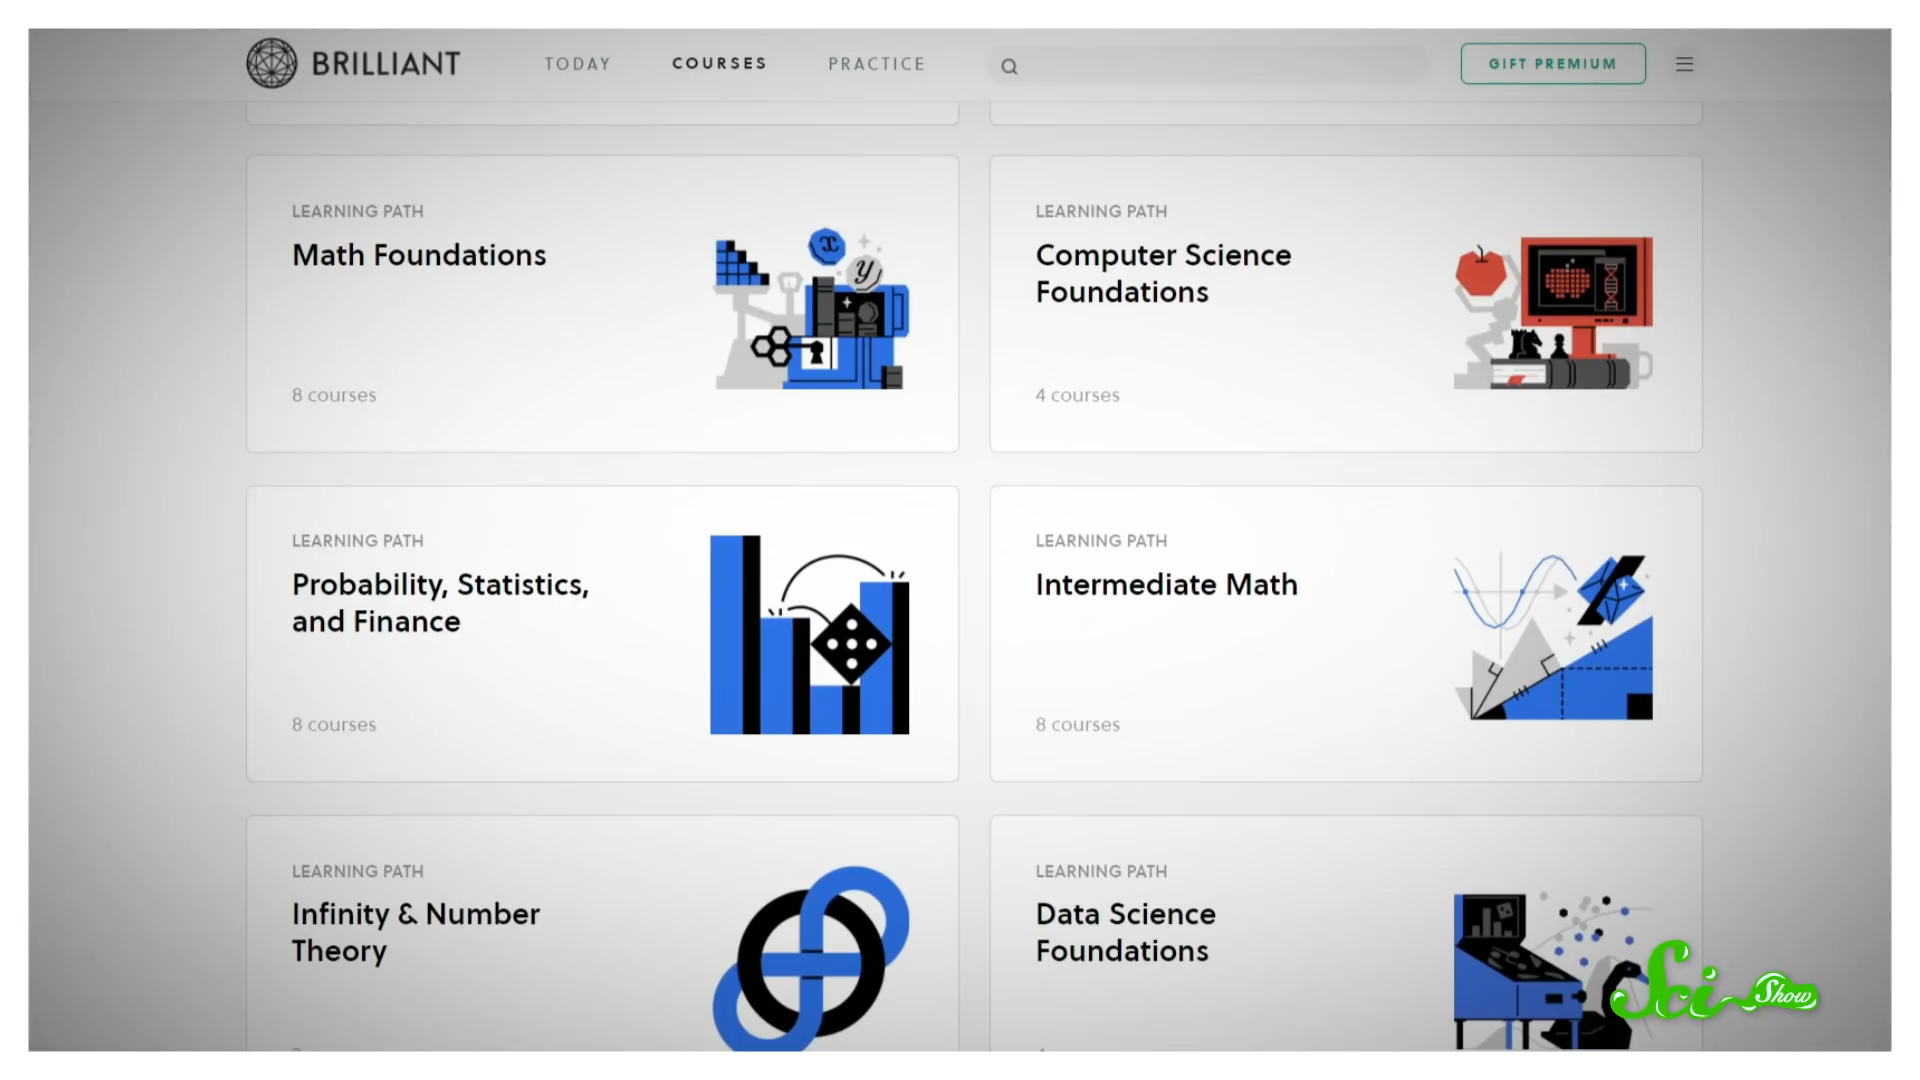 BRILLIANT
TODAY
COURSES
PRACTICE
GIFT PREMIUM
LEARNING PATH
Math Foundations
x
y
8 courses
LEARNING PATH
Computer Science
Foundations
4 courses
LEARNING PATH
Probability, Statistics,
and Finance
8 courses
LEARNING PATH
Intermediate Math
8 courses
LEARNING PATH
Infinity & Number
Theory
LEARNING PATH
Data Science
Foundations
Sci Show